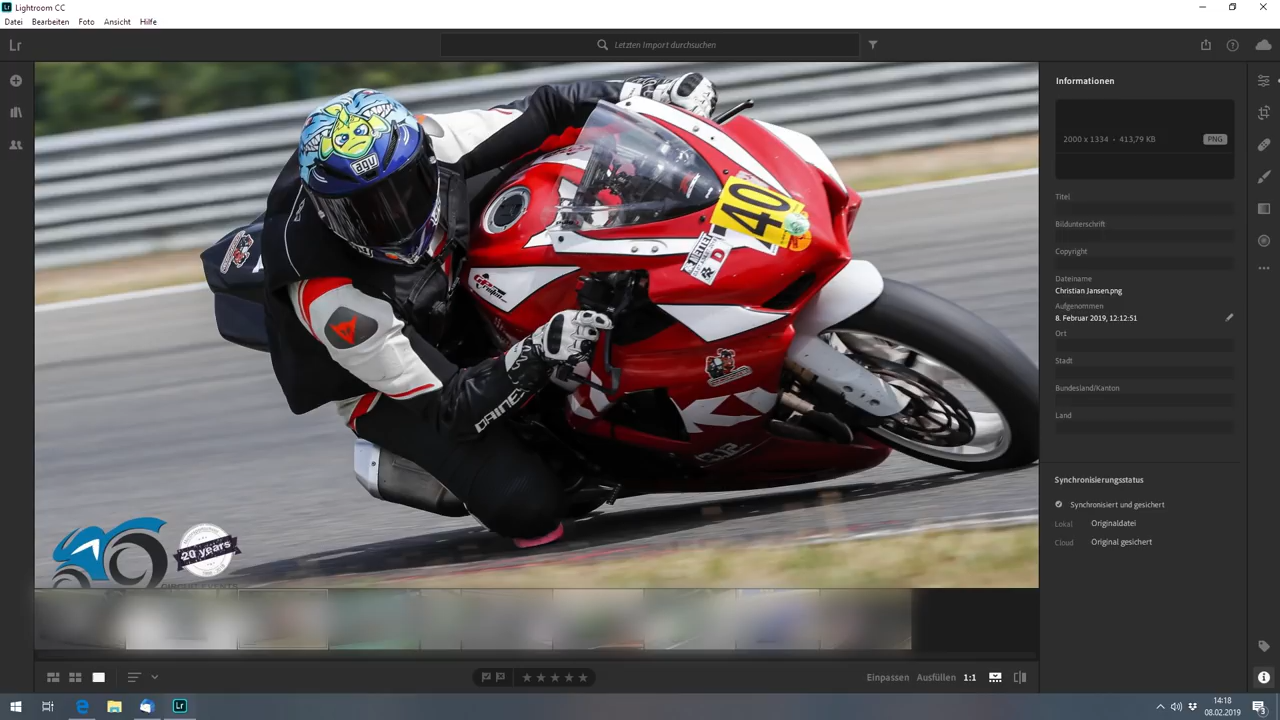 Lightroom CC
Datei Bearbeiten Foto Ansicht Hilfe
Lr
Letzten Import durchsuchen
Informationen
2000 x 1334 • 413,79 KB PNG
Titel
Bildunterschrift
Copyright
Dateiname
Christian Jansen.png
Aufgenommen
8. Februar 2019, 12:12:51
Ort
Stadt
Bundesland/Kanton
Land
Synchronisierungsstatus
Synchronisiert und gesichert
Lokal Originaldatei
Cloud Original gesichert
AGV
40
D
DAINESE
20 years
Einpassen Ausfüllen 1:1
Lr
14:18
08.02.2019
3